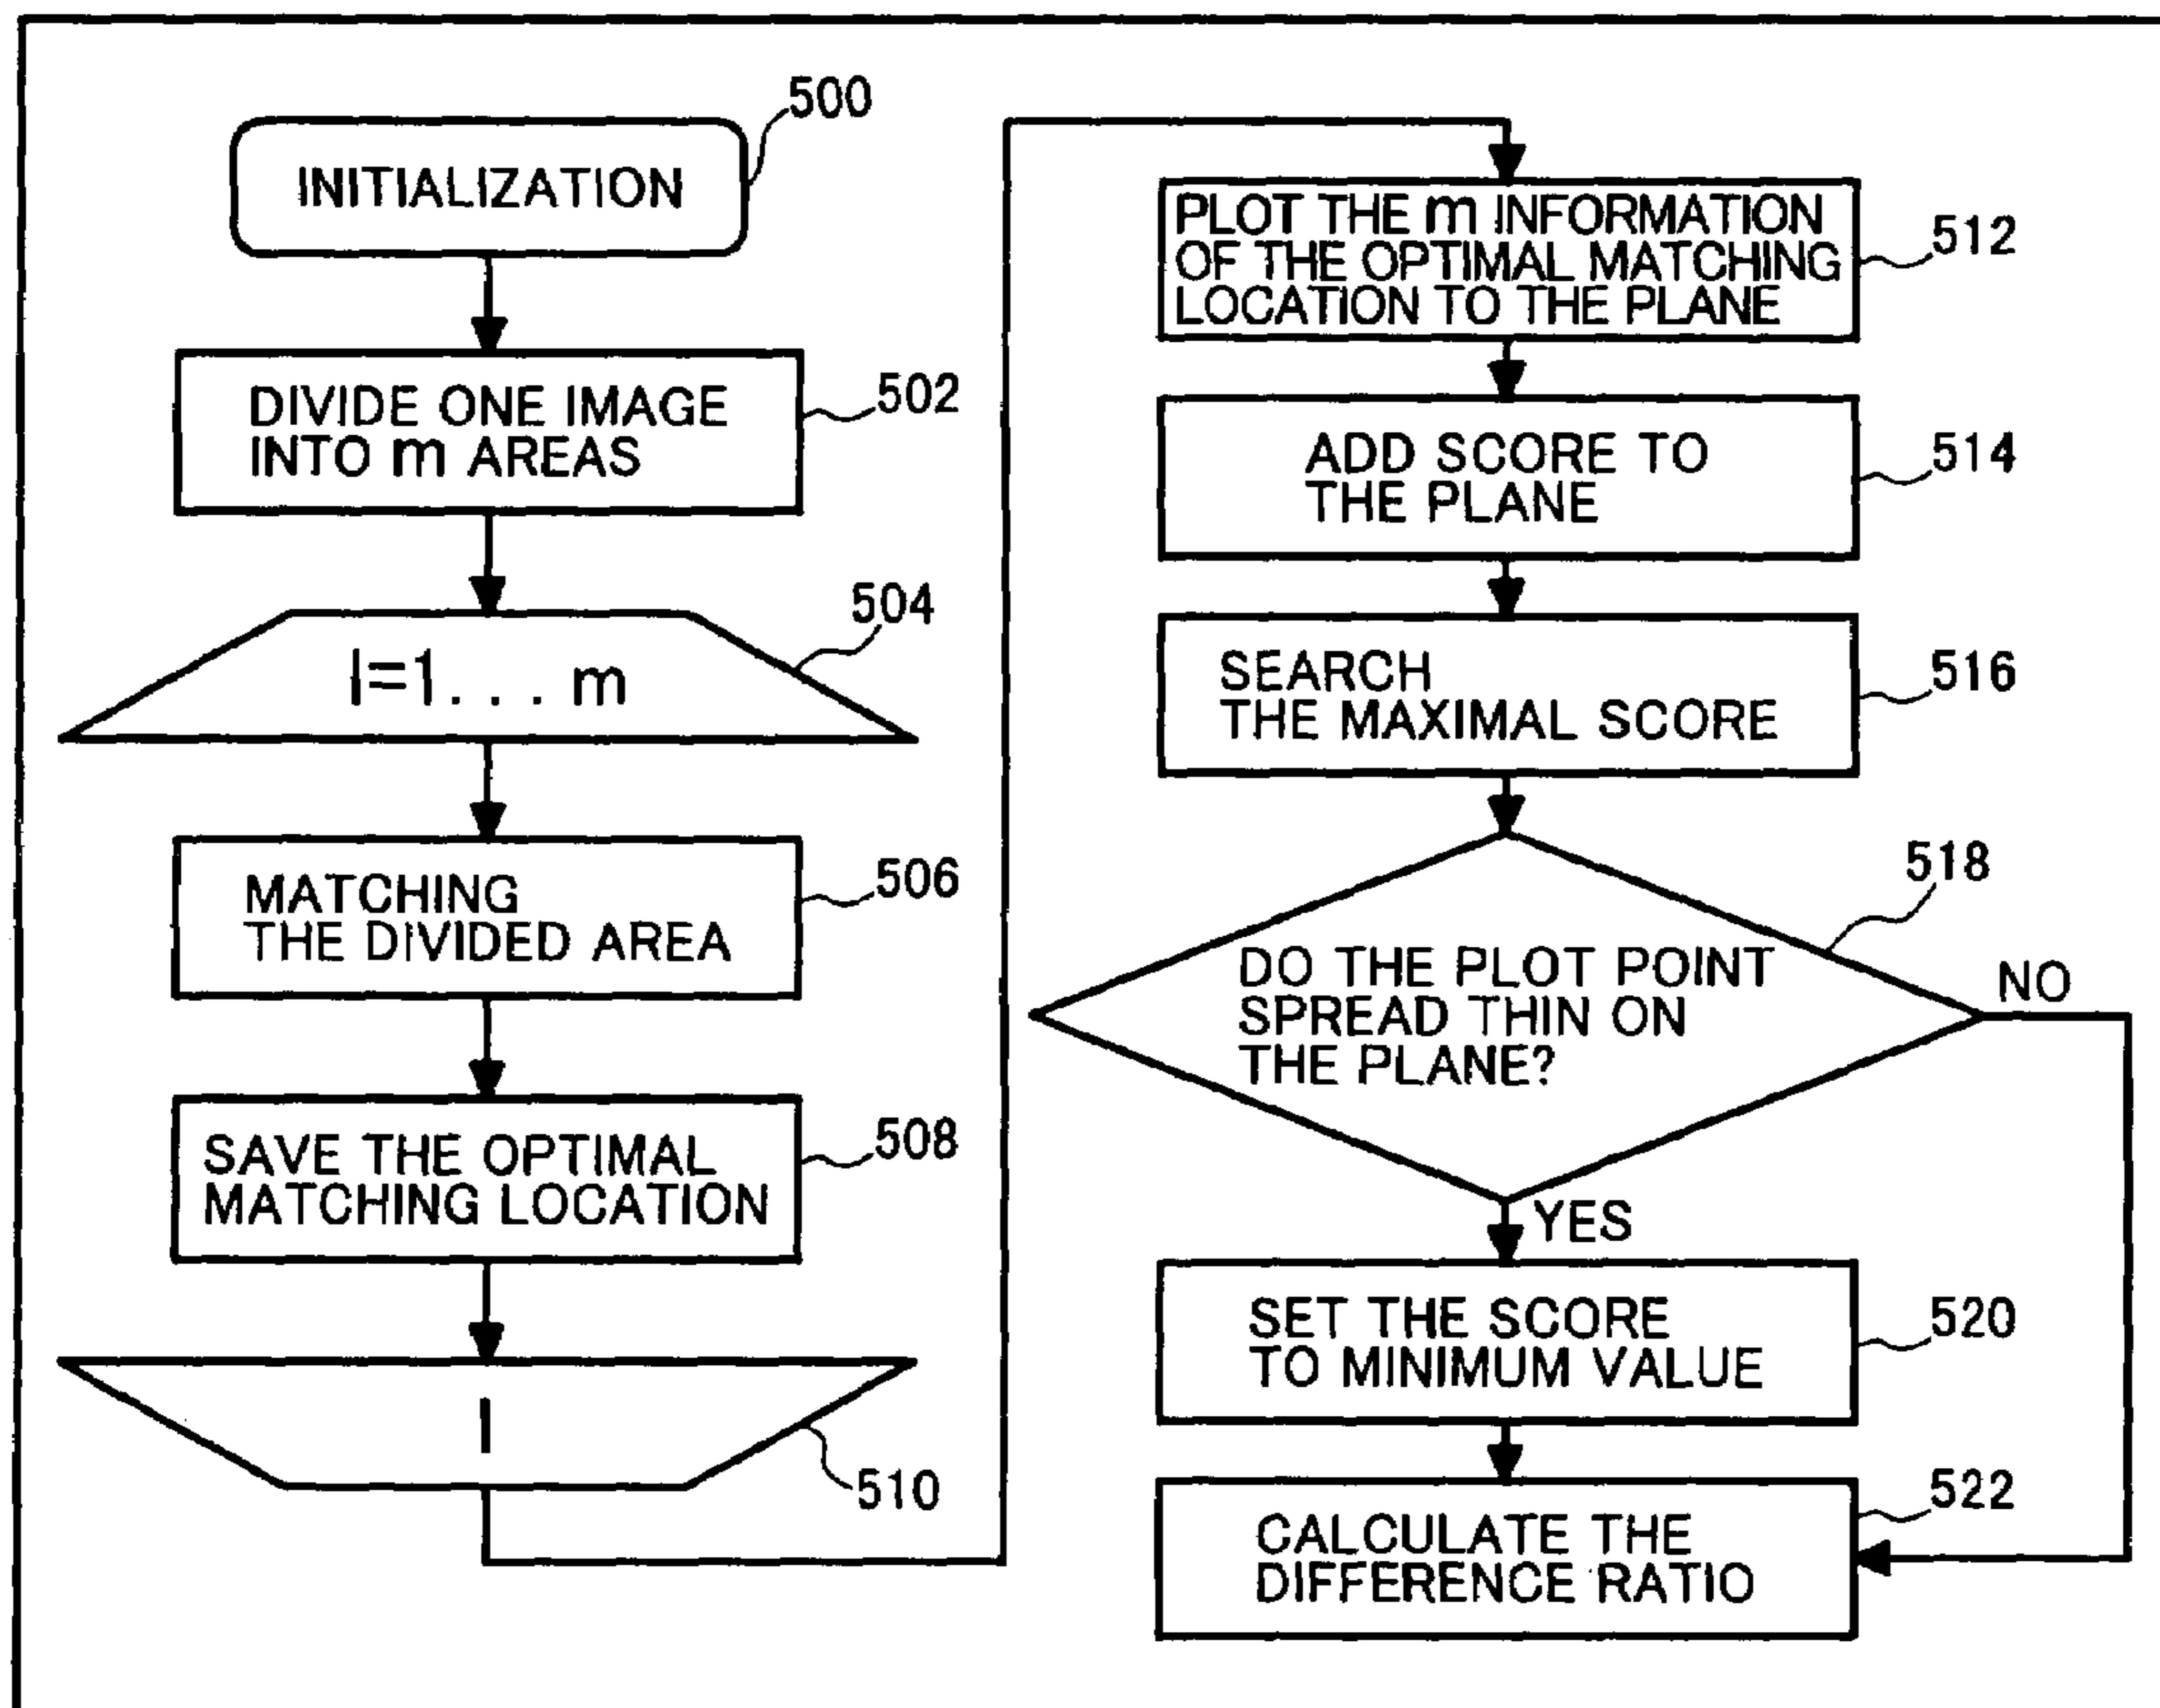 500
INITIALIZATION
DIVIDE ONE IMAGE
INTO m AREAS
502
504
I=1. . . m
MATCHING
THE DIVIDED AREA
506
SAVE THE OPTIMAL
MATCHING LOCATION
508
I
510
PLOT THE m INFORMATION
OF THE OPTIMAL MATCHING
LOCATION TO THE PLANE
512
ADD SCORE TO
THE PLANE
514
SEARCH
THE MAXIMAL SCORE
516
518
DO THE PLOT POINT
SPREAD THIN ON
THE PLANE?
NO
YES
SET THE SCORE
TO MINIMUM VALUE
520
CALCULATE THE
DIFFERENCE RATIO
522